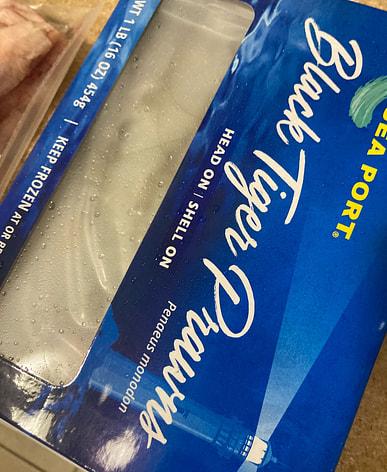 SEA PORT®
Black Tiger Prawns
HEAD ON | SHELL ON
Penaeus monodon
WT 1 LB (16 OZ) 454g | KEEP FROZEN AT OR